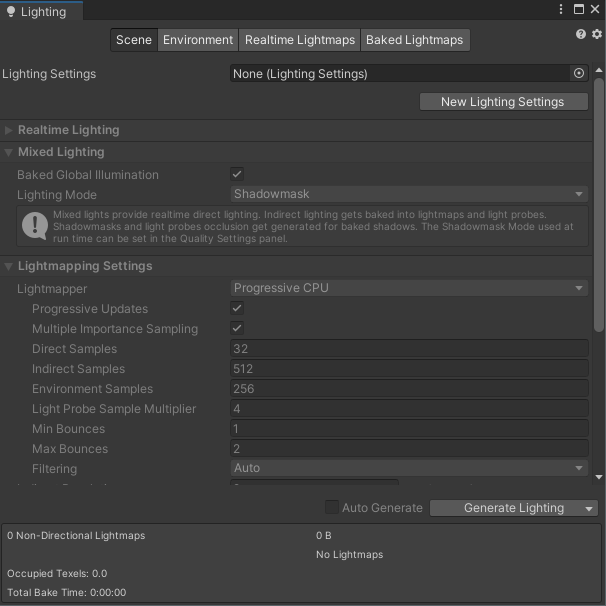 Lighting
Scene Environment Realtime Lightmaps Baked Lightmaps
Lighting Settings None (Lighting Settings)
New Lighting Settings
Realtime Lighting
Mixed Lighting
Baked Global Illumination
Lighting Mode Shadowmask
Mixed lights provide realtime direct lighting. Indirect lighting gets baked into lightmaps and light probes.
Shadowmasks and light probes occlusion get generated for baked shadows. The Shadowmask Mode used at
run time can be set in the Quality Settings panel.
Lightmapping Settings
Lightmapper Progressive CPU
Progressive Updates
Multiple Importance Sampling
Direct Samples 32
Indirect Samples 512
Environment Samples 256
Light Probe Sample Multiplier 4
Min Bounces 1
Max Bounces 2
Filtering Auto
Auto Generate Generate Lighting
0 Non-Directional Lightmaps 0 B
No Lightmaps
Occupied Texels: 0.0
Total Bake Time: 0:00:00